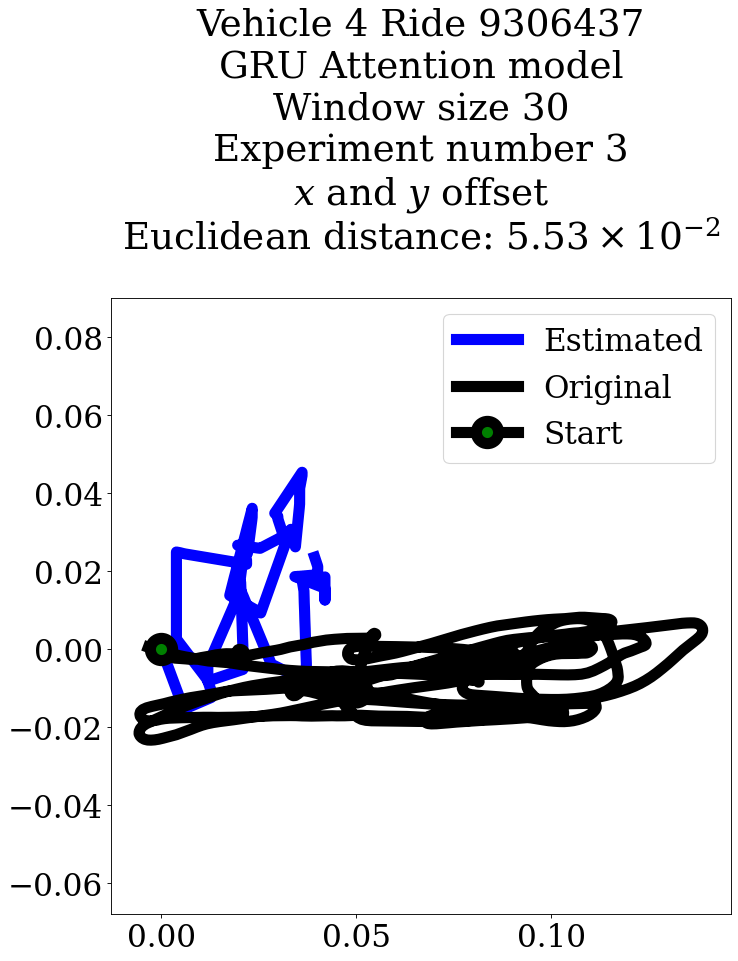 Vehicle 4 Ride 9306437
GRU Attention model
Window size 30
Experiment number 3
x and y offset
Euclidean distance: 5.53 × 10⁻²
Estimated
Original
Start
0.08
0.06
0.04
0.02
0.00
−0.02
−0.04
−0.06
0.00 0.05 0.10